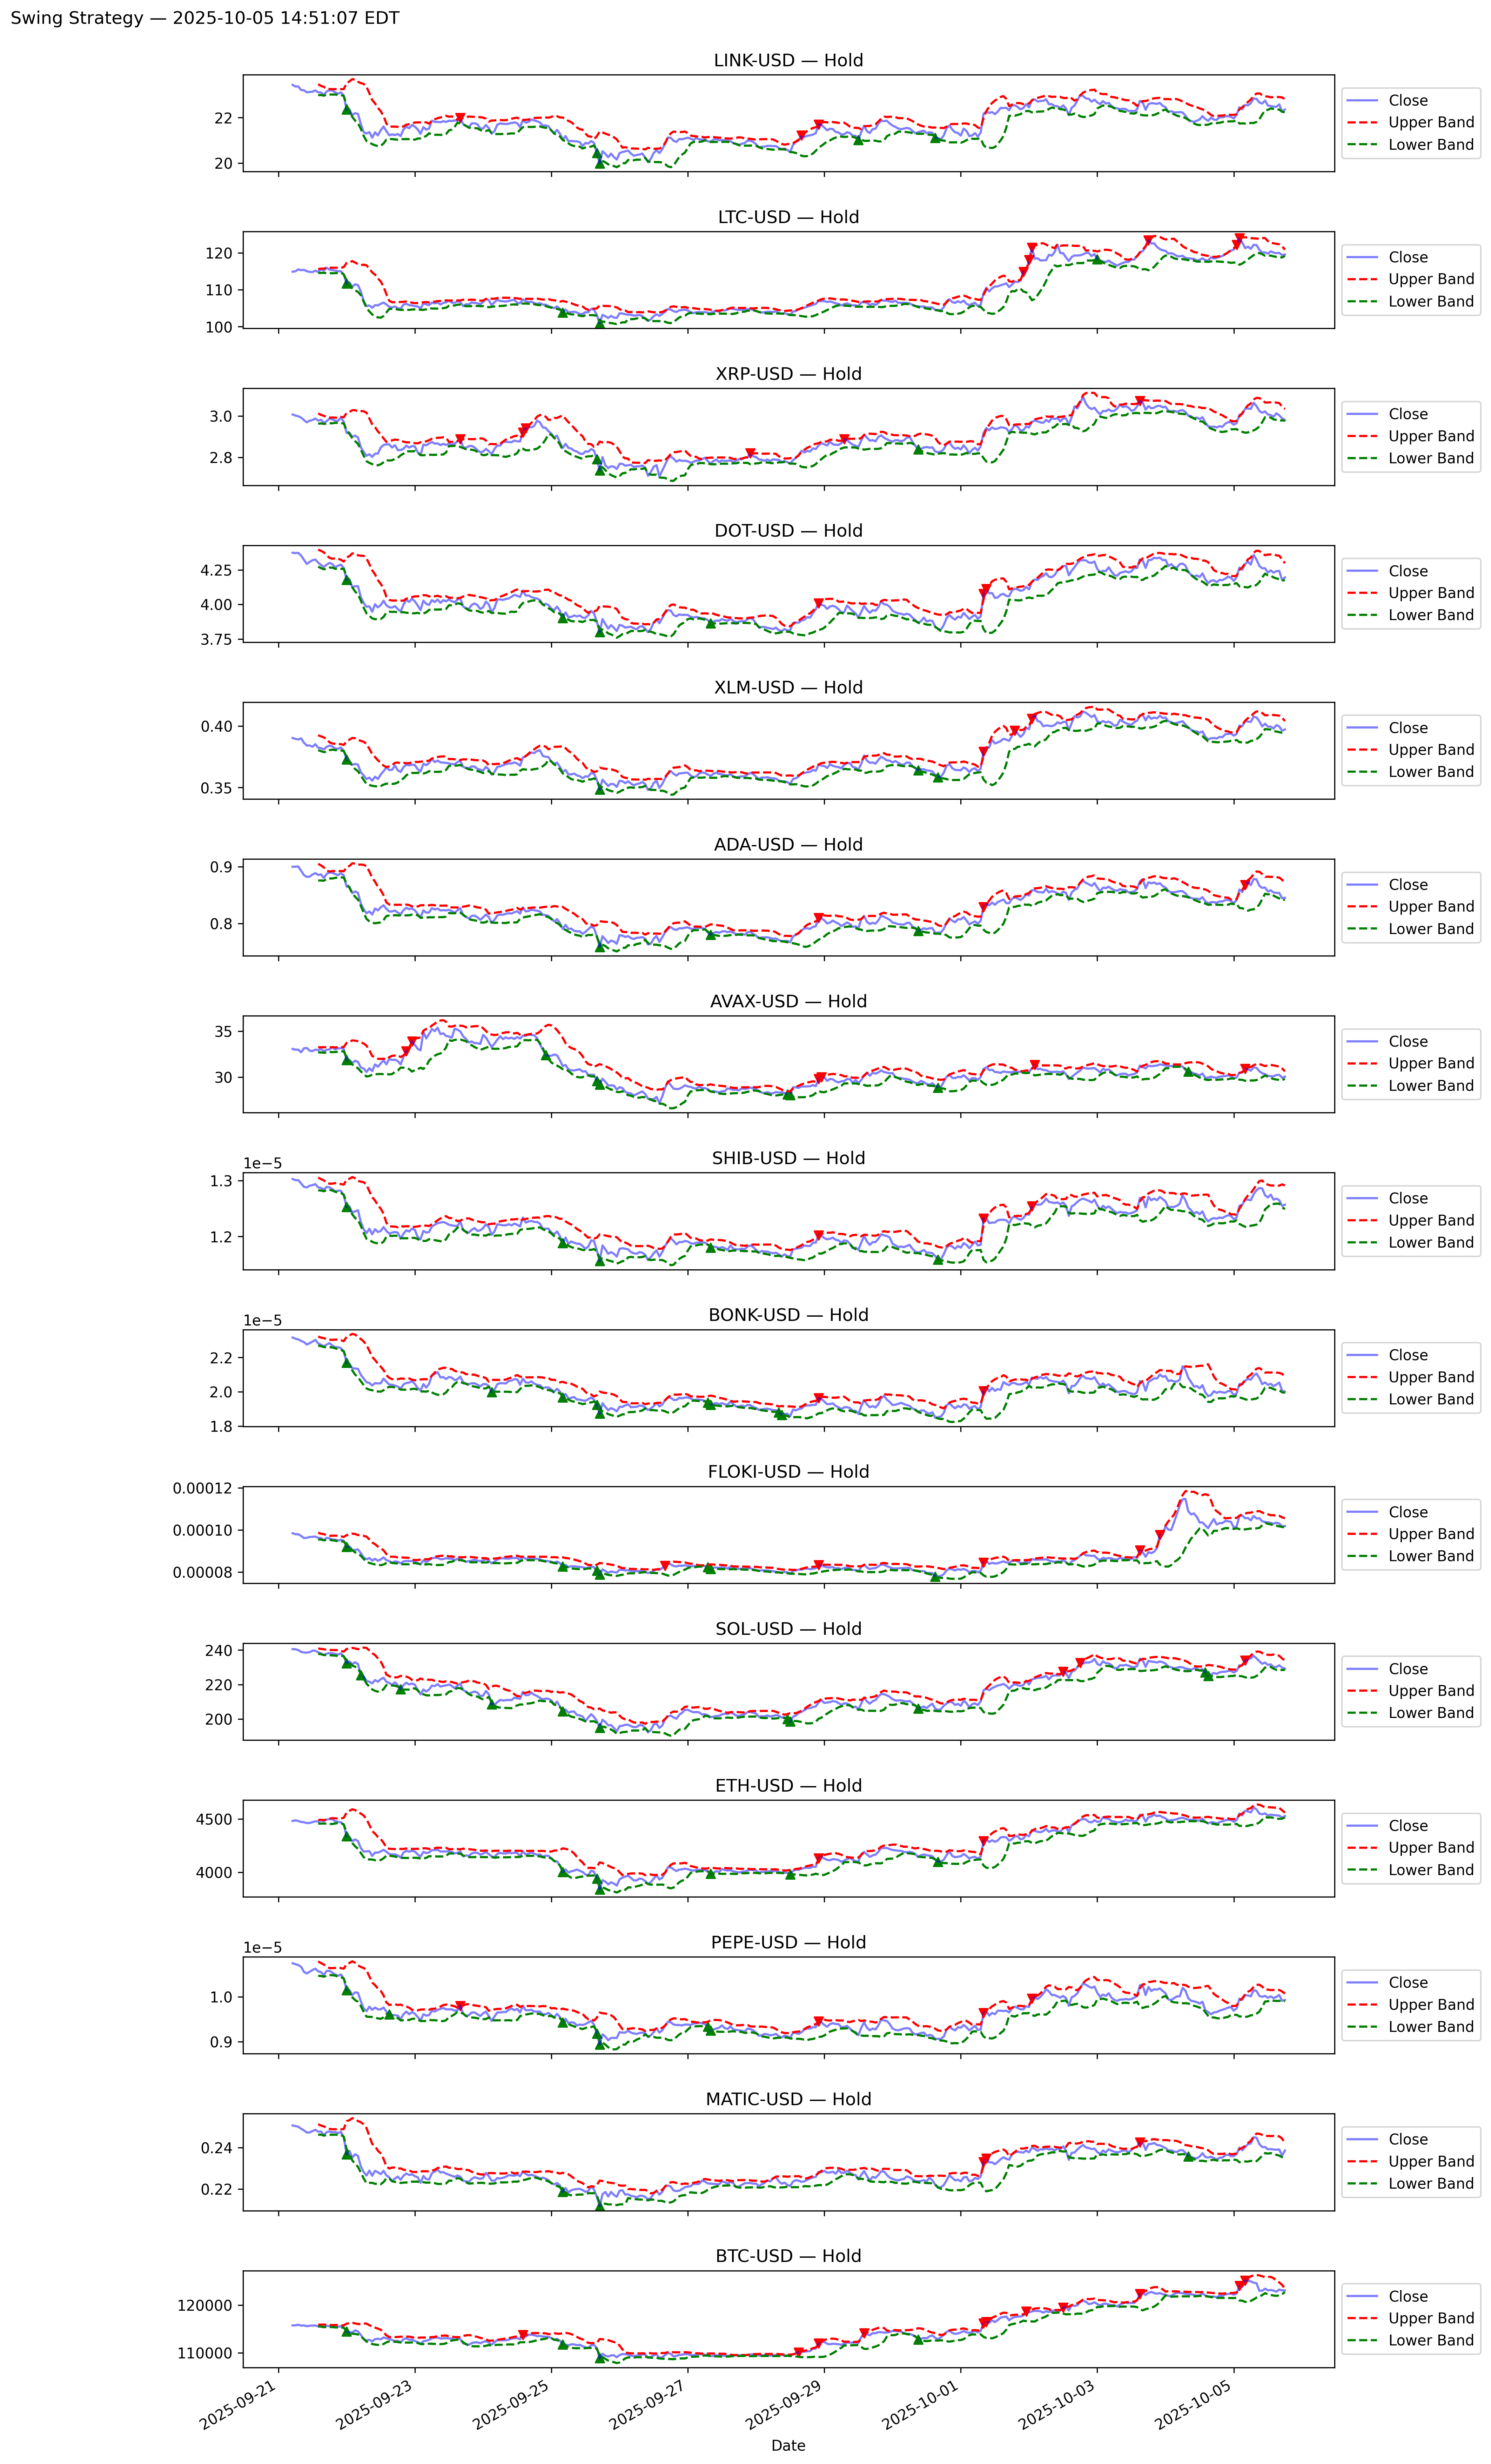 Swing Strategy — 2025-10-05 14:51:07 EDT
LINK-USD — Hold
22
20
Close
Upper Band
Lower Band
LTC-USD — Hold
120
110
100
Close
Upper Band
Lower Band
XRP-USD — Hold
3.0
2.8
Close
Upper Band
Lower Band
DOT-USD — Hold
4.25
4.00
3.75
Close
Upper Band
Lower Band
XLM-USD — Hold
0.40
0.35
Close
Upper Band
Lower Band
ADA-USD — Hold
0.9
0.8
Close
Upper Band
Lower Band
AVAX-USD — Hold
35
30
Close
Upper Band
Lower Band
SHIB-USD — Hold
1e−5
1.3
1.2
Close
Upper Band
Lower Band
BONK-USD — Hold
1e−5
2.2
2.0
1.8
Close
Upper Band
Lower Band
FLOKI-USD — Hold
0.00012
0.00010
0.00008
Close
Upper Band
Lower Band
SOL-USD — Hold
240
220
200
Close
Upper Band
Lower Band
ETH-USD — Hold
4500
4000
Close
Upper Band
Lower Band
PEPE-USD — Hold
1e−5
1.0
0.9
Close
Upper Band
Lower Band
MATIC-USD — Hold
0.24
0.22
Close
Upper Band
Lower Band
BTC-USD — Hold
120000
110000
Close
Upper Band
Lower Band
2025-09-21
2025-09-23
2025-09-25
2025-09-27
2025-09-29
2025-10-01
2025-10-03
2025-10-05
Date